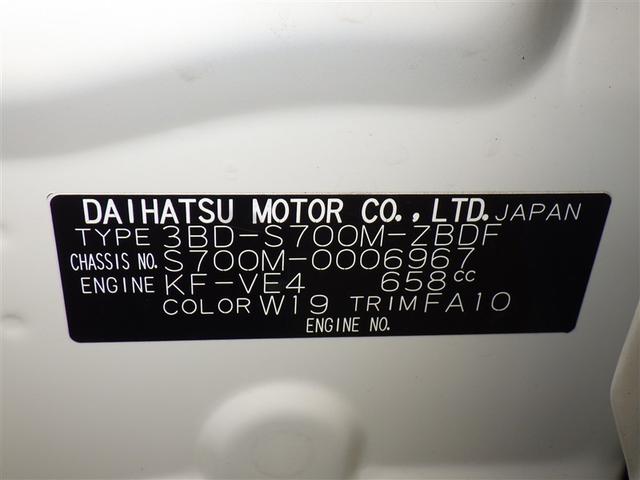 DAIHATSU MOTOR CO.,LTD. JAPAN
TYPE 3BD-S700M-ZBDF
CHASSIS NO. S700M-0006967
ENGINE KF-VE4 658cc
COLOR W19 TRIM FA10
ENGINE NO.